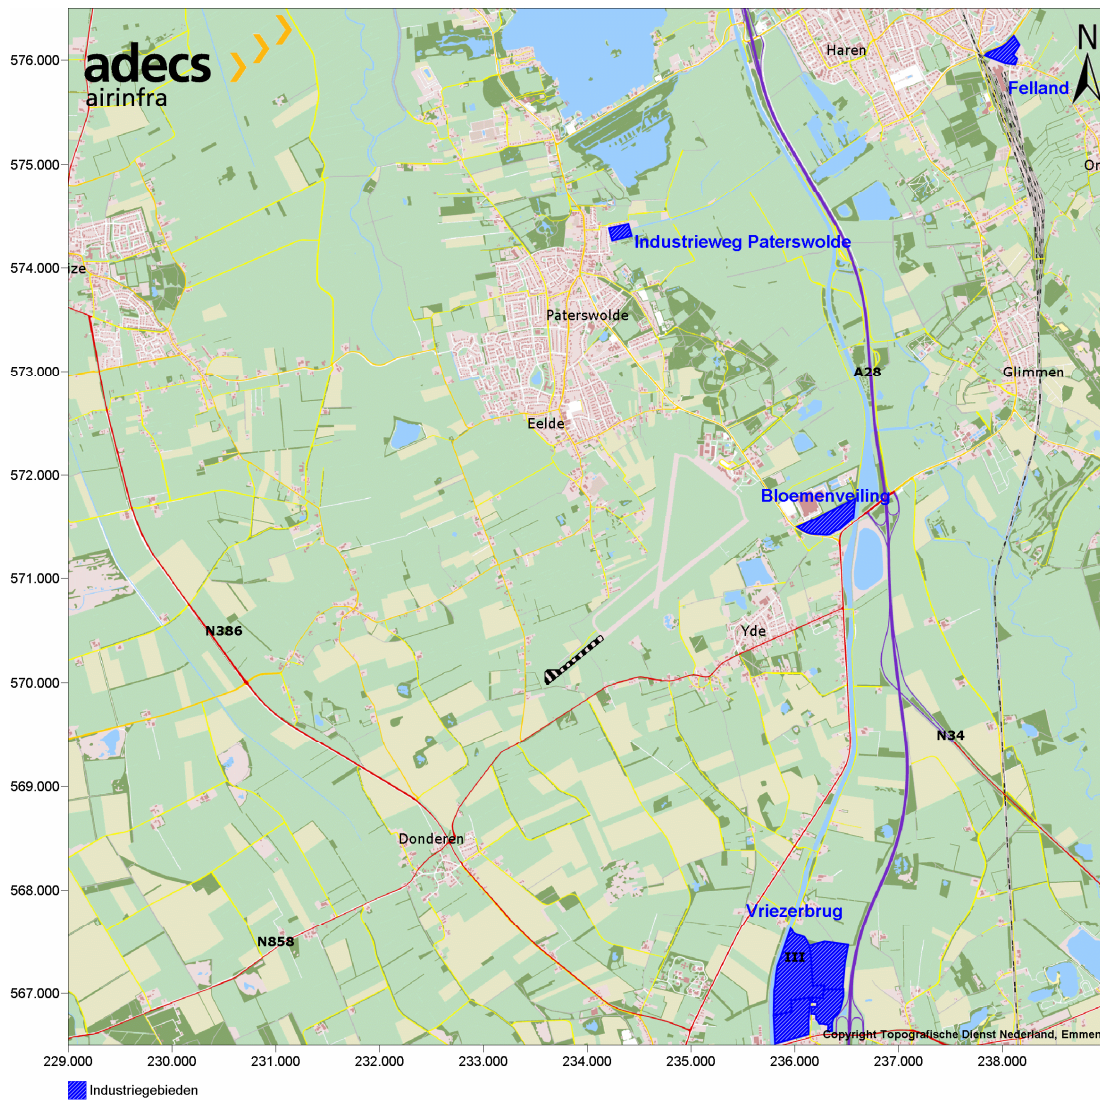 adecs
airinfra
N
576.000
575.000
574.000
573.000
572.000
571.000
570.000
569.000
568.000
567.000
Haren
Felland
Or
Industrieweg Paterswolde
ize
Paterswolde
A28
Glimmen
Eelde
Bloemenveiling
N386
Yde
N34
Donderen
Vriezerbrug
N858
III
Copyright Topografische Dienst Nederland, Emmen
229.000 230.000 231.000 232.000 233.000 234.000 235.000 236.000 237.000 238.000
Industriegebieden